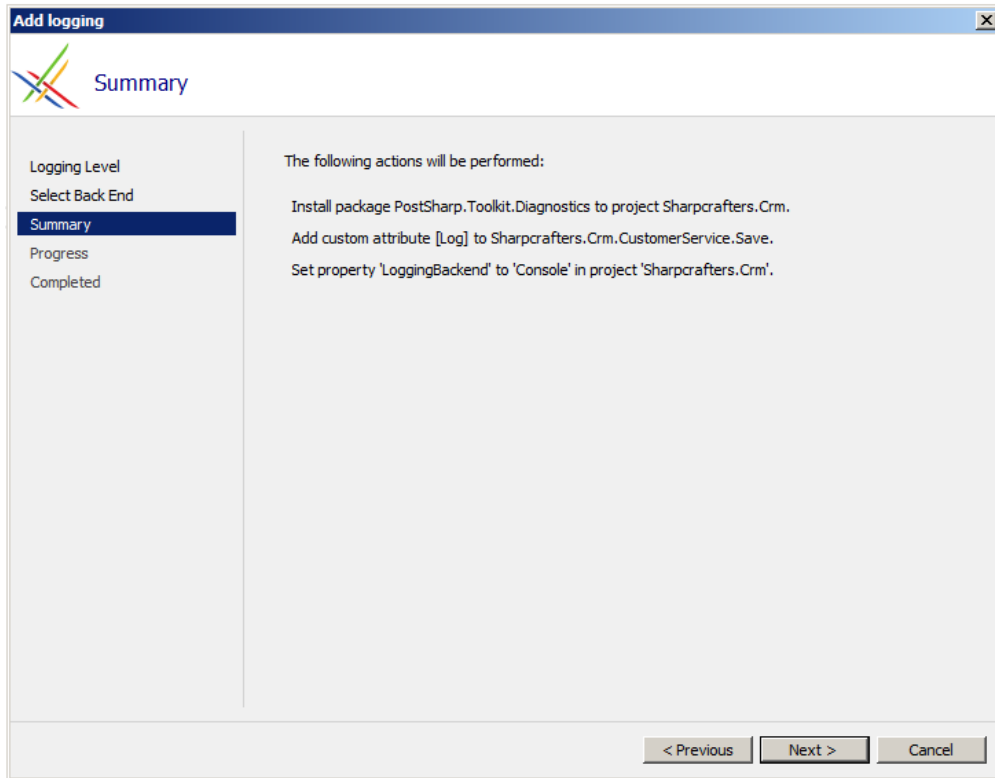 Add logging
Summary
Logging Level
Select Back End
Summary
Progress
Completed
The following actions will be performed:
Install package PostSharp.Toolkit.Diagnostics to project Sharpcrafters.Crm.
Add custom attribute [Log] to Sharpcrafters.Crm.CustomerService.Save.
Set property 'LoggingBackend' to 'Console' in project 'Sharpcrafters.Crm'.
< Previous
Next >
Cancel